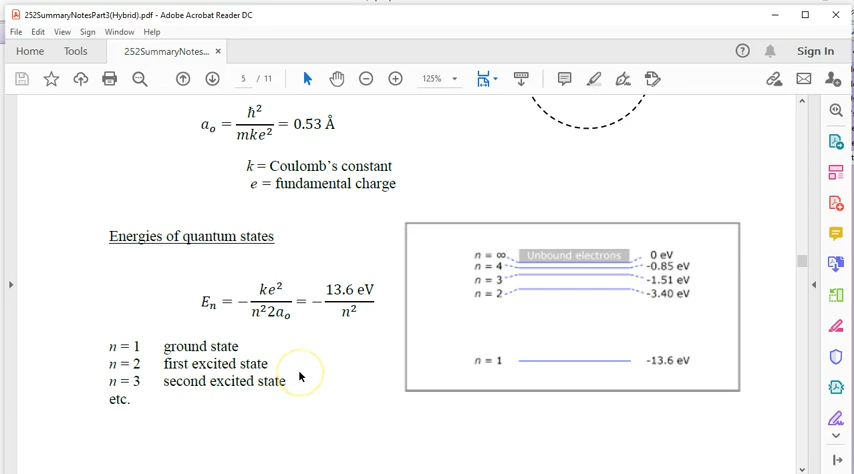 252SummaryNotesPart3(Hybrid).pdf - Adobe Acrobat Reader DC
File Edit View Sign Window Help
Home Tools 252SummaryNotes... ×
Sign In
5 / 11 125%
a_o = ħ²/mke² = 0.53 Å
k = Coulomb's constant
e = fundamental charge
Energies of quantum states
E_n = − ke²/n²2a_o = − 13.6 eV/n²
n = 1 ground state
n = 2 first excited state
n = 3 second excited state
etc.
n = ∞ Unbound electrons 0 eV
n = 4 -0.85 eV
n = 3 -1.51 eV
n = 2 -3.40 eV
n = 1 -13.6 eV